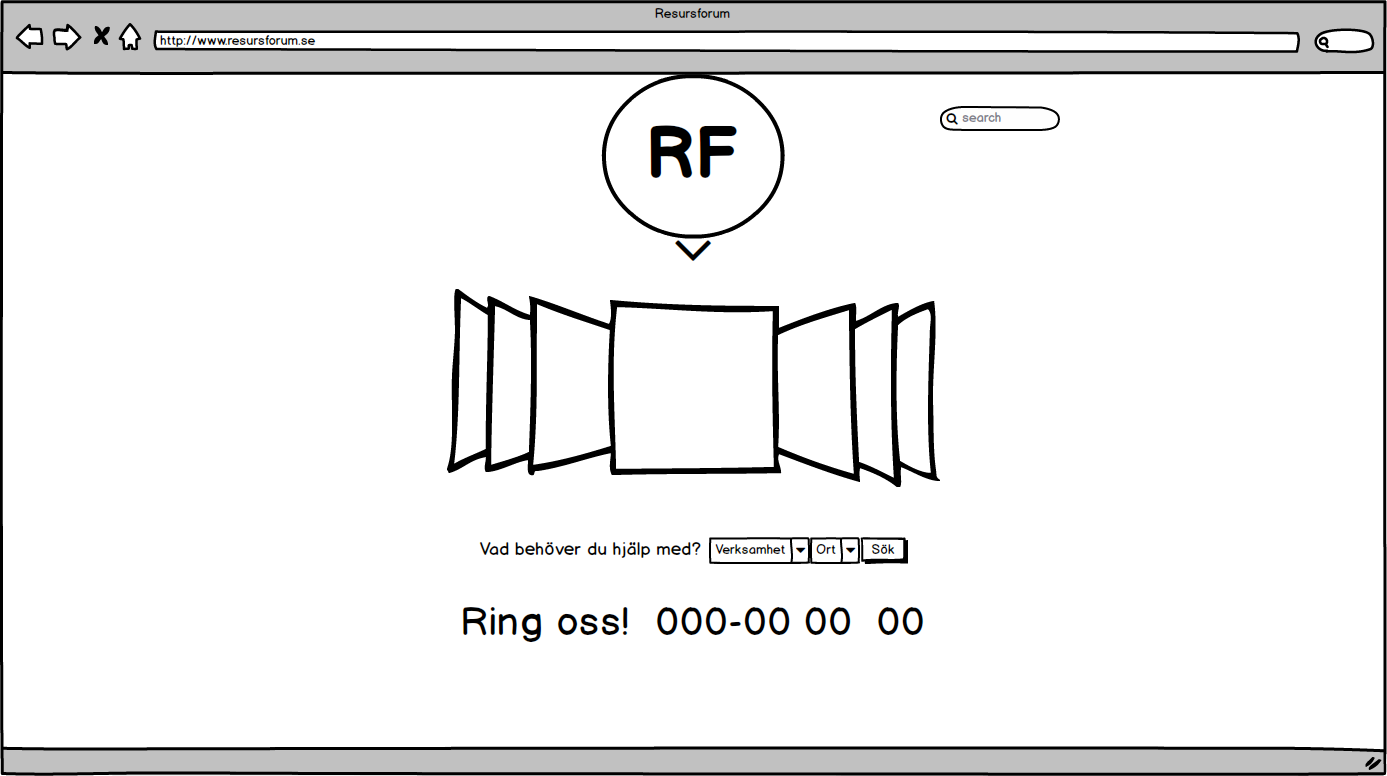 Resursforum
http://www.resursforum.se
RF
search
Vad behöver du hjälp med? Verksamhet Ort Sök
Ring oss! 000-00 00 00